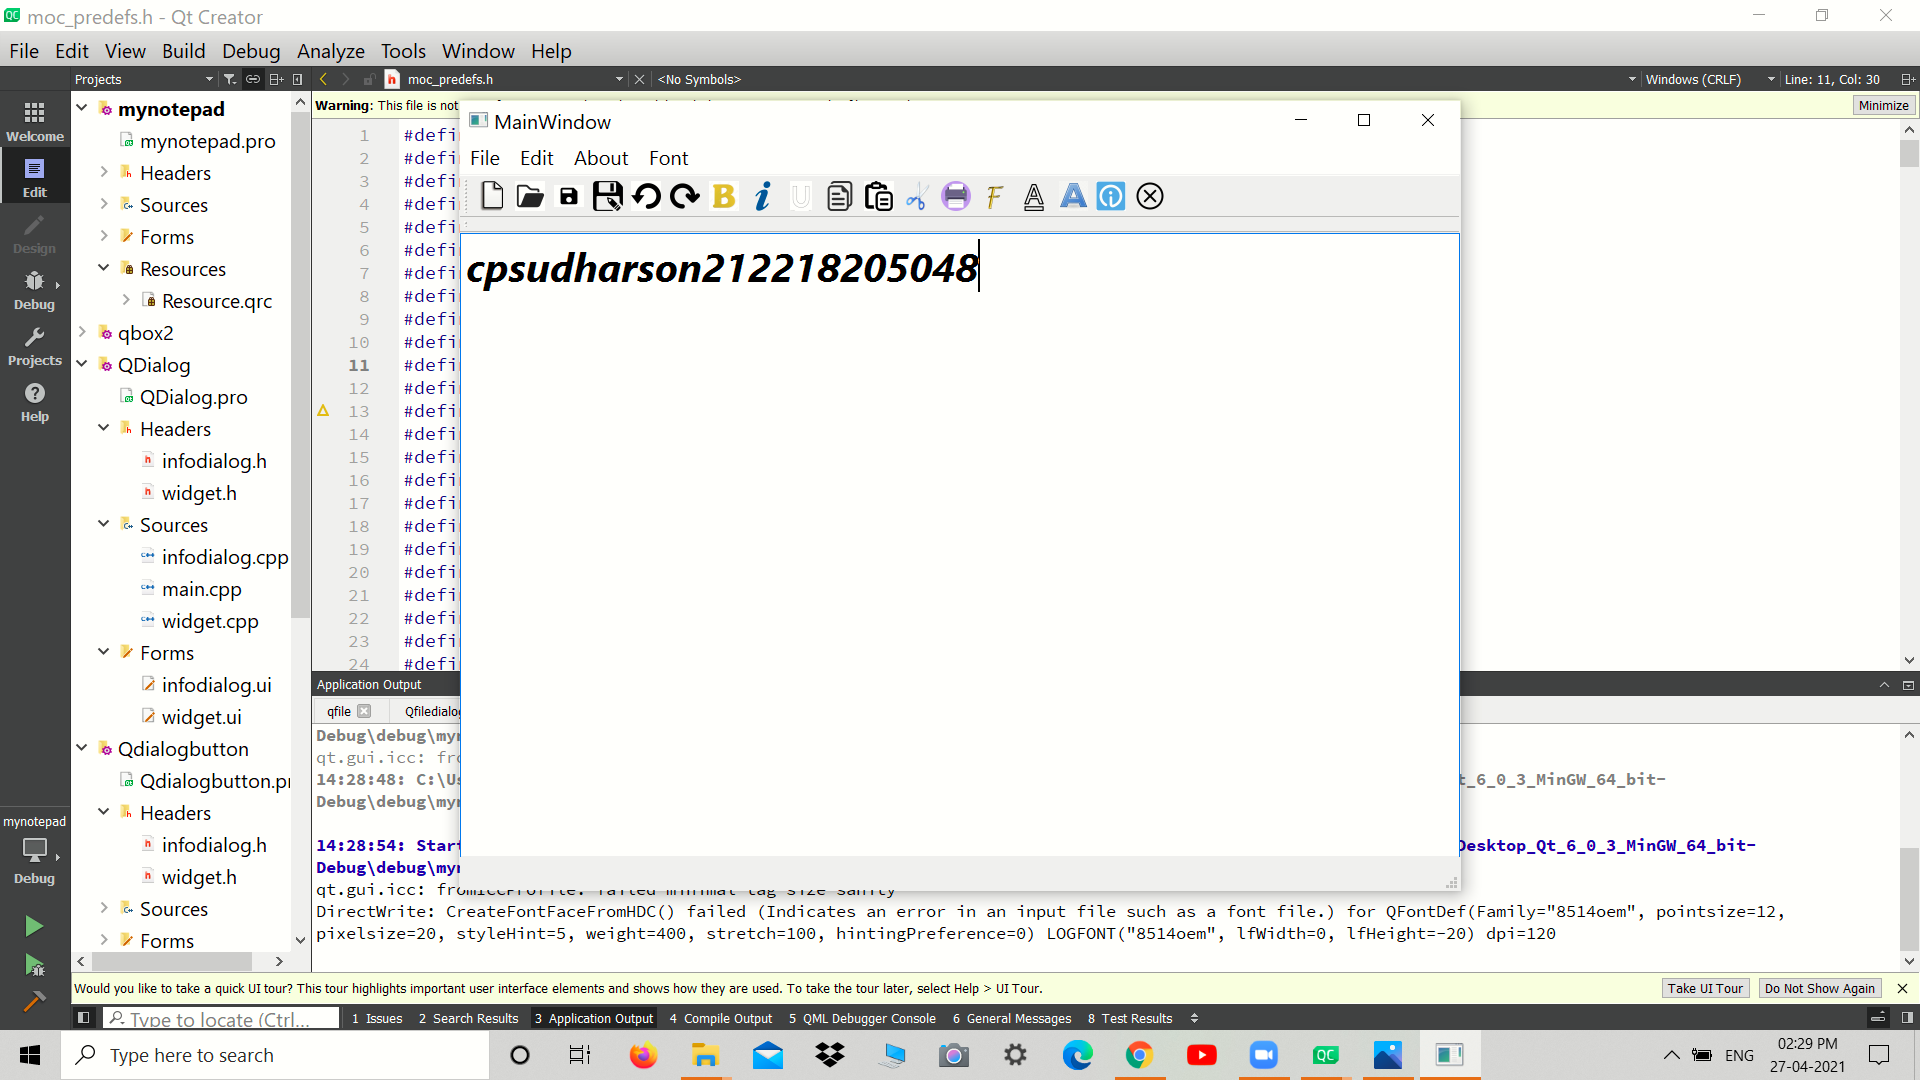 moc_predefs.h - Qt Creator
File Edit View Build Debug Analyze Tools Window Help
Projects
moc_predefs.h
<No Symbols>
Windows (CRLF)
Line: 11, Col: 30
Warning: This file is not
Minimize
Welcome
Edit
Design
Debug
Projects
Help
mynotepad
Debug
mynotepad
mynotepad.pro
Headers
Sources
Forms
Resources
Resource.qrc
qbox2
QDialog
QDialog.pro
Headers
infodialog.h
widget.h
Sources
infodialog.cpp
main.cpp
widget.cpp
Forms
infodialog.ui
widget.ui
Qdialogbutton
Qdialogbutton.p
Headers
infodialog.h
widget.h
Sources
Forms
1 #defi
2 #defi
3 #defi
4 #defi
5 #defi
6 #defi
7 #defi
8 #defi
9 #defi
10 #defi
11 #defi
12 #defi
13 #defi
14 #defi
15 #defi
16 #defi
17 #defi
18 #defi
19 #defi
20 #defi
21 #defi
22 #defi
23 #defi
24 #defi
MainWindow
File Edit About Font
cpsudharson212218205048
Application Output
qfile
Qfiledialo
Debug\debug\my
qt.gui.icc: fro
14:28:48: C:\U t_6_0_3_MinGW_64_bit-
Debug\debug\my
14:28:54: Star Desktop_Qt_6_0_3_MinGW_64_bit-
Debug\debug\my
qt.gui.icc: fromIccProfile: failed minimal tag size sanity
DirectWrite: CreateFontFaceFromHDC() failed (Indicates an error in an input file such as a font file.) for QFontDef(Family="8514oem", pointsize=12,
pixelsize=20, styleHint=5, weight=400, stretch=100, hintingPreference=0) LOGFONT("8514oem", lfWidth=0, lfHeight=-20) dpi=120
Would you like to take a quick UI tour? This tour highlights important user interface elements and shows how they are used. To take the tour later, select Help > UI Tour.
Take UI Tour
Do Not Show Again
Type to locate (Ctrl...
1 Issues 2 Search Results 3 Application Output 4 Compile Output 5 QML Debugger Console 6 General Messages 8 Test Results
Type here to search
ENG
02:29 PM
27-04-2021